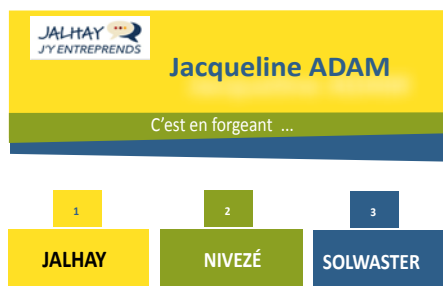 JALHAY
J'Y ENTREPRENDS
Jacqueline ADAM
C'est en forgeant ...
1
2
3
JALHAY
NIVEZÉ
SOLWASTER